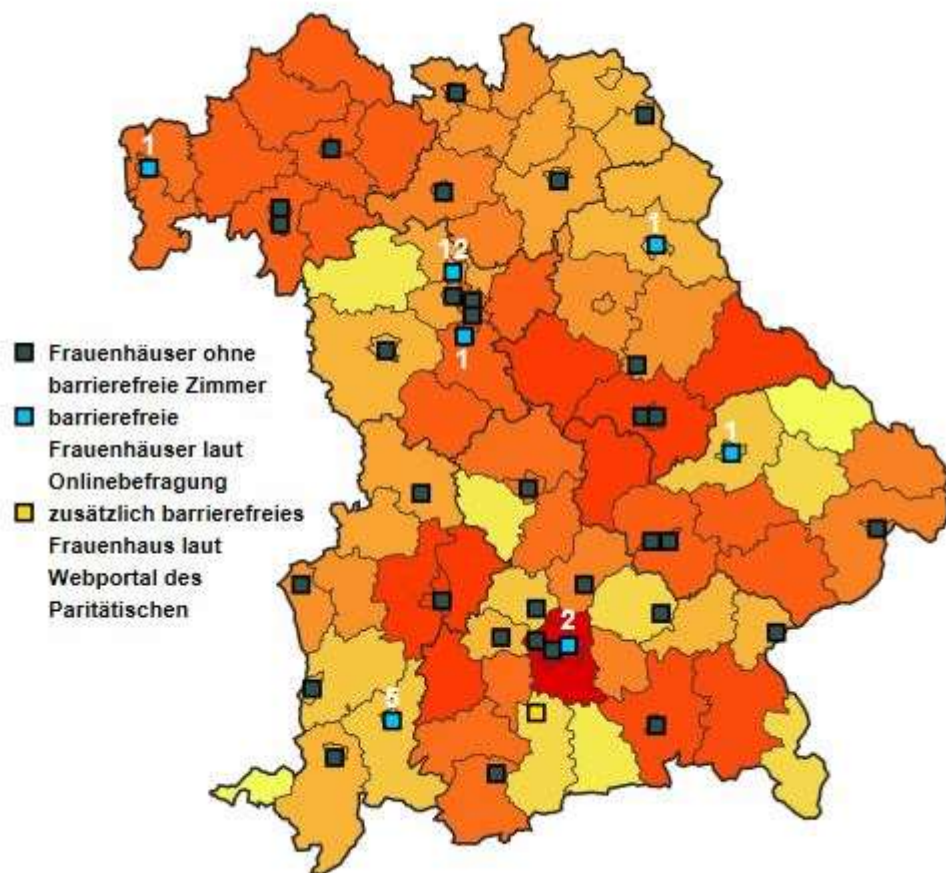 1
1
12
1
1
2
5
Frauenhäuser ohne
barrierefreie Zimmer
barrierefreie
Frauenhäuser laut
Onlinebefragung
zusätzlich barrierefreies
Frauenhaus laut
Webportal des
Paritätischen